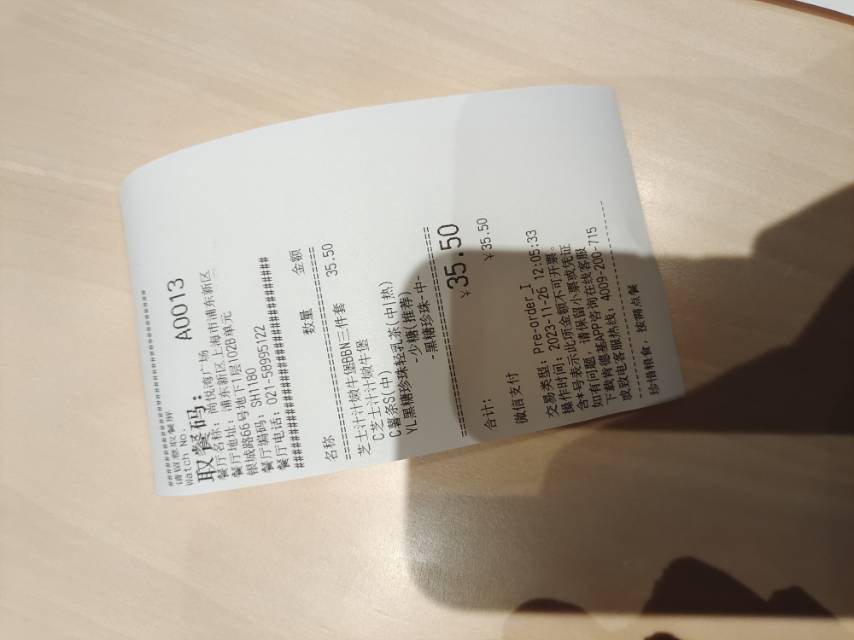 ##############################
请留意取餐屏
Watch No.
取餐码: A0013
餐厅名称: 尚悦湾广场
餐厅地址: 浦东新区上海市浦东新区
银城路66号地下1层102B单元
餐厅编码: SH1180
餐厅电话: 021-58995122
##############################
名称 数量 金额
==============================
芝士汁汁懒牛堡BBN三件套 35.50
C芝士汁汁懒牛堡
C薯条S(中)
YL黑糖珍珠轻乳茶(中|热)
-少糖(推荐)
-黑糖珍珠-中
==============================
合计: ¥35.50
微信支付 ¥35.50
交易类型: Pre-order_I
操作时间: 2023-11-26 12:05:33
含*号表示此项金额不可开票。
如有问题,请保留小票或凭证
下载肯德基APP咨询在线客服
或致电客服热线: 4009-200-715
------------------------------
珍惜粮食,按需点餐